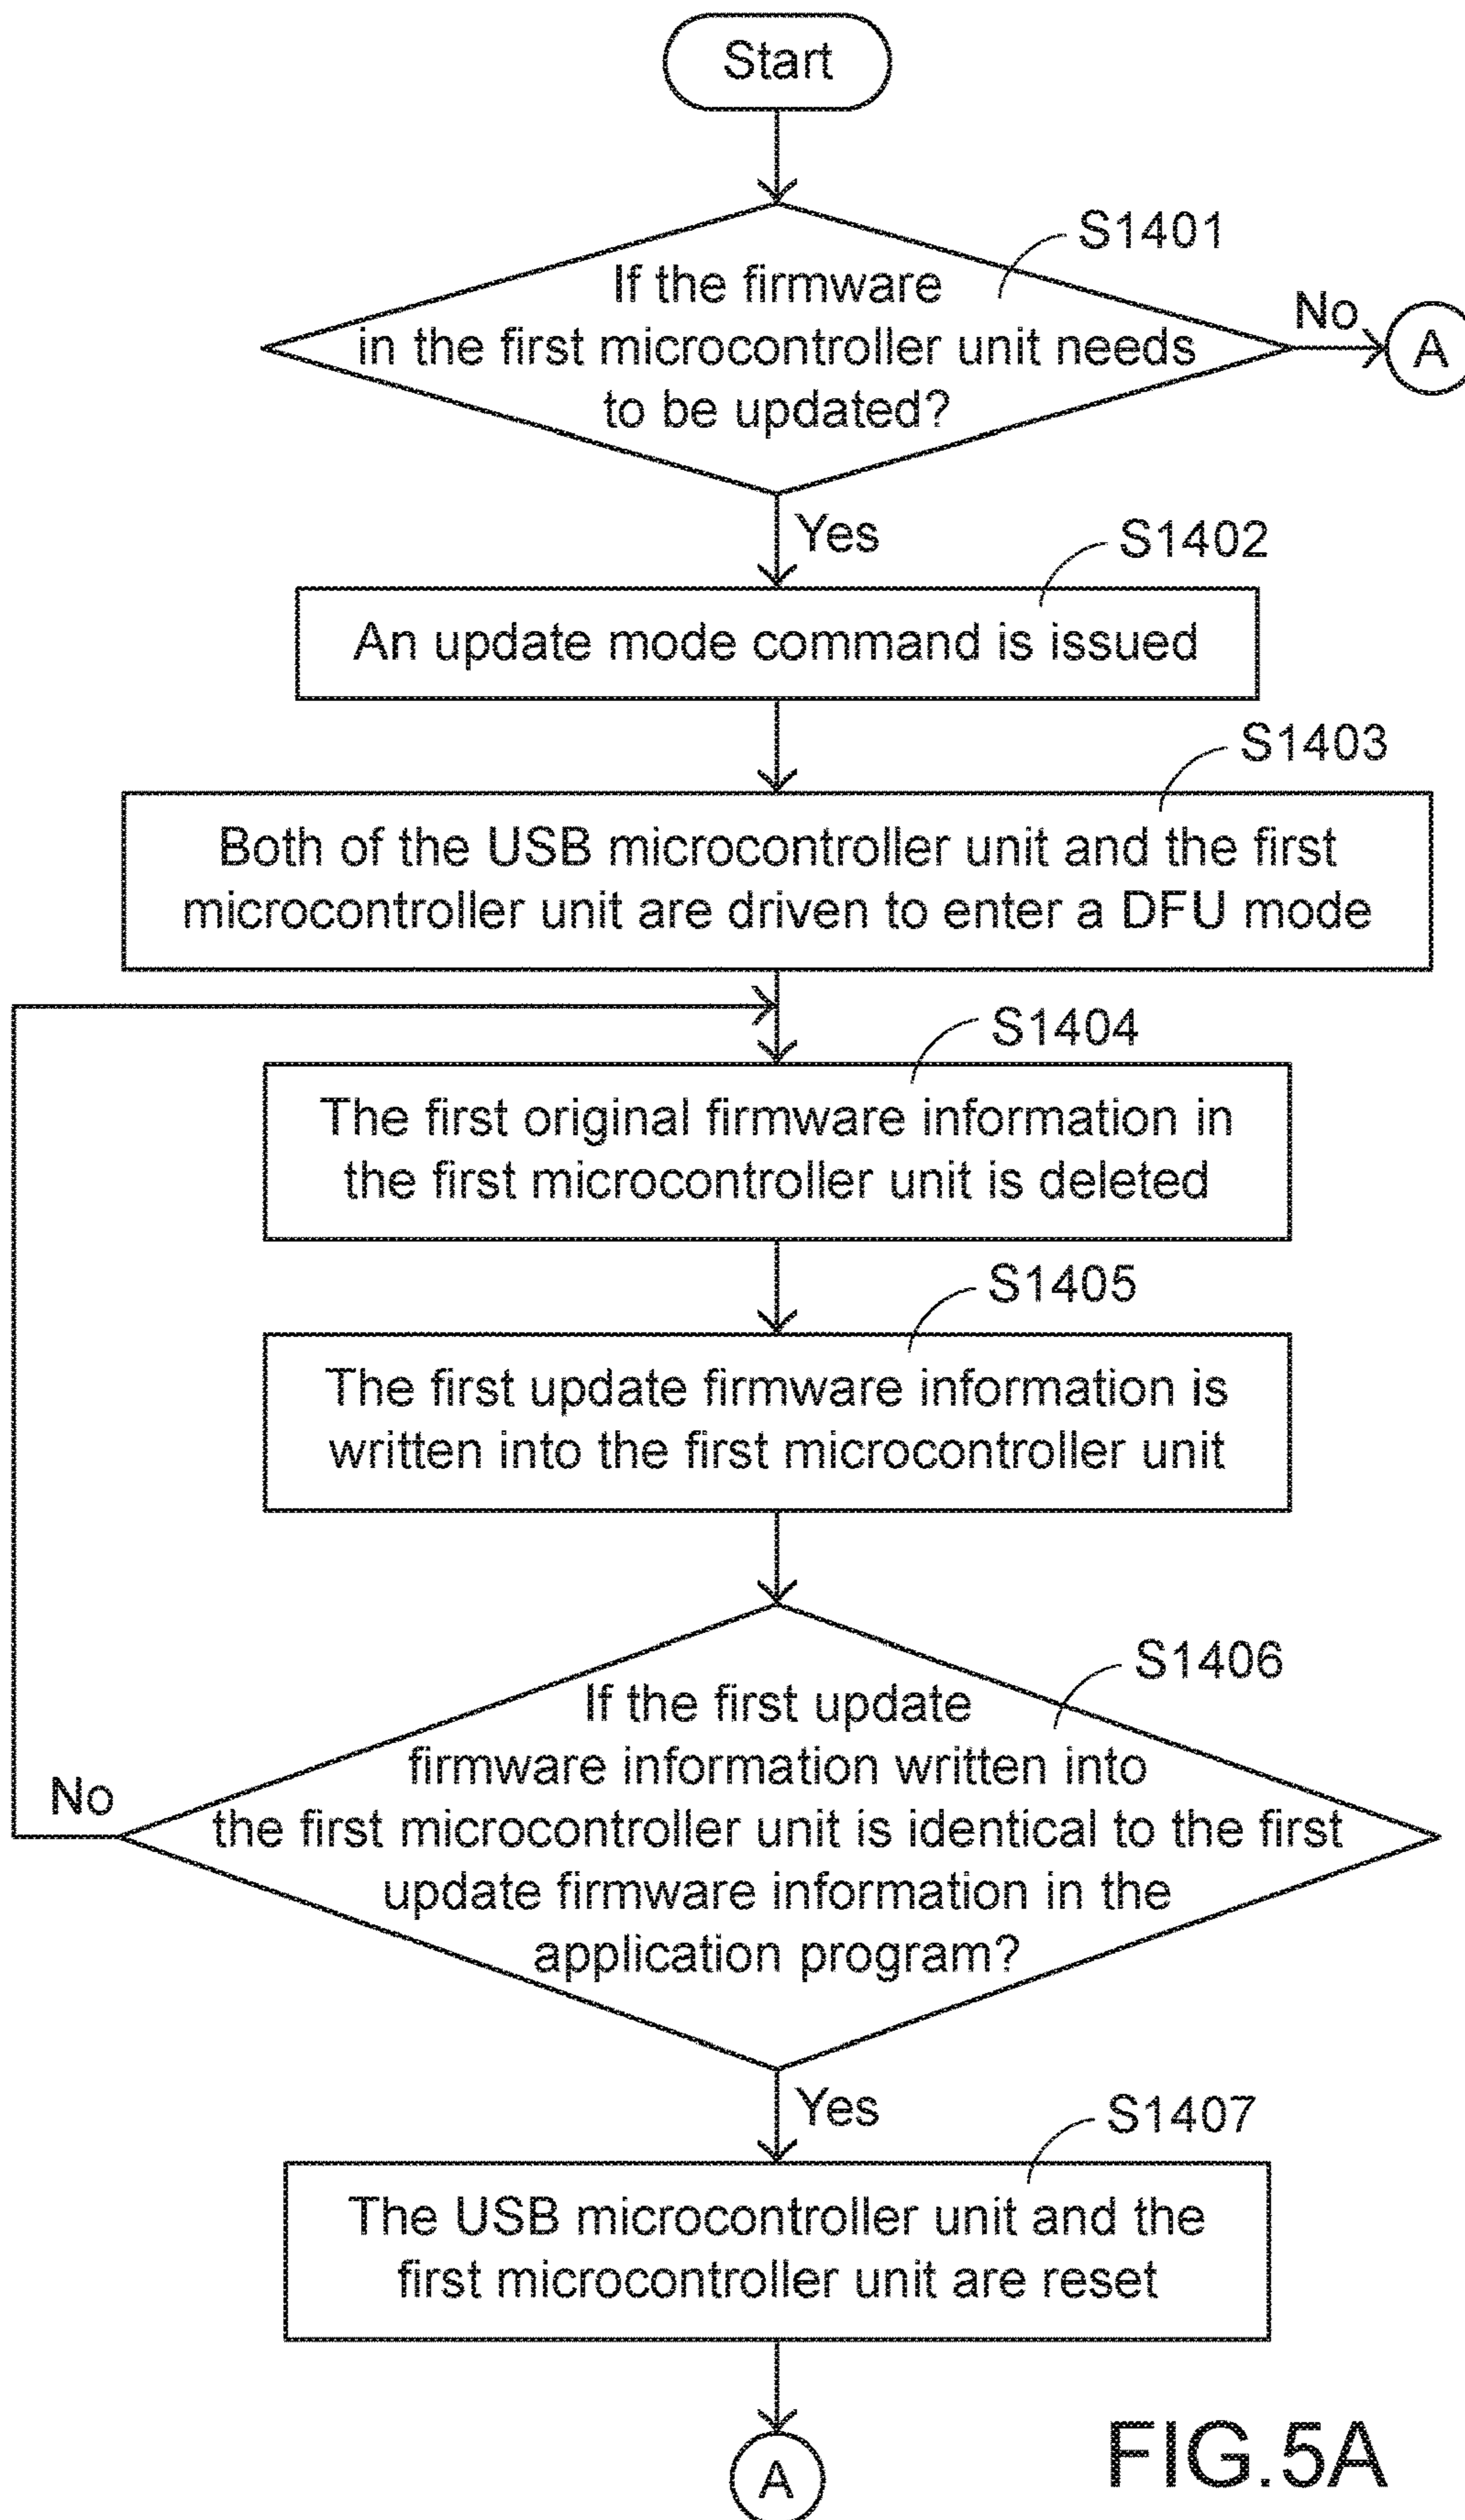 Start
S1401
If the firmware
in the first microcontroller unit needs
to be updated?
No
A
Yes
S1402
An update mode command is issued
S1403
Both of the USB microcontroller unit and the first
microcontroller unit are driven to enter a DFU mode
S1404
The first original firmware information in
the first microcontroller unit is deleted
S1405
The first update firmware information is
written into the first microcontroller unit
S1406
If the first update
firmware information written into
the first microcontroller unit is identical to the first
update firmware information in the
application program?
No
Yes
S1407
The USB microcontroller unit and the
first microcontroller unit are reset
A
FIG.5A